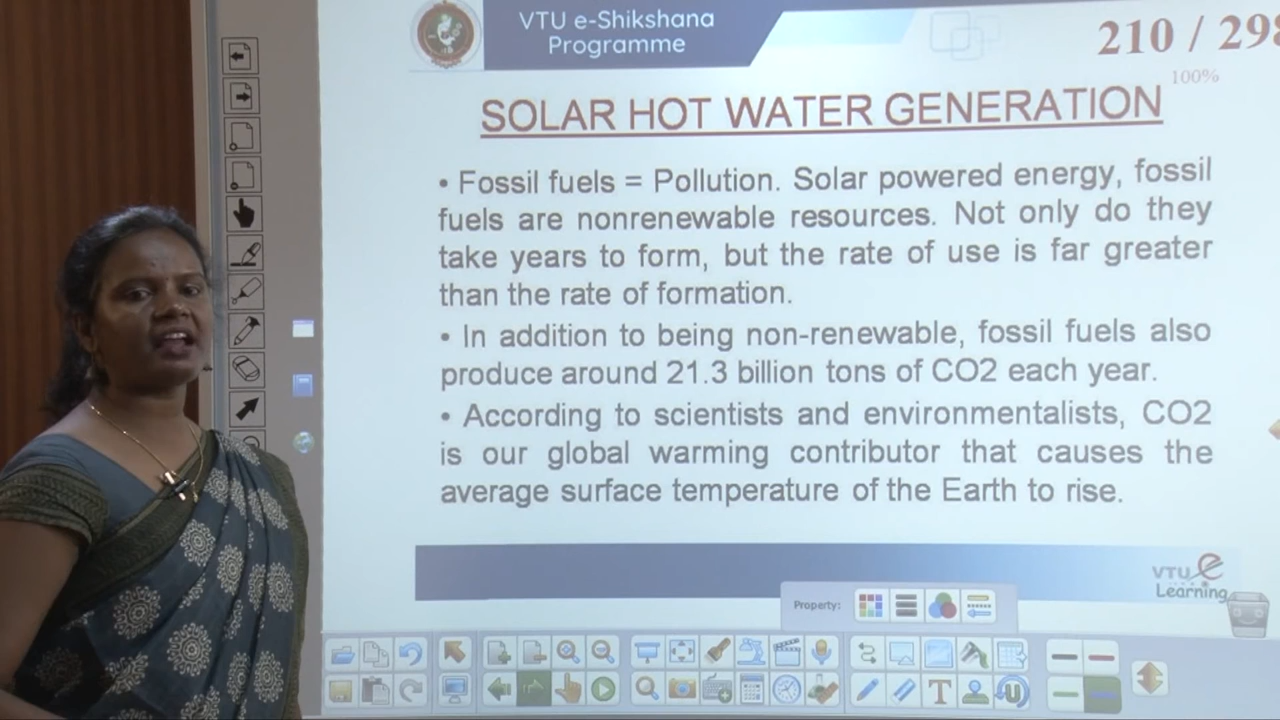 VTU e-Shikshana
Programme
210 / 298
100%
SOLAR HOT WATER GENERATION
• Fossil fuels = Pollution. Solar powered energy, fossil
fuels are nonrenewable resources. Not only do they
take years to form, but the rate of use is far greater
than the rate of formation.
• In addition to being non-renewable, fossil fuels also
produce around 21.3 billion tons of CO2 each year.
• According to scientists and environmentalists, CO2
is our global warming contributor that causes the
average surface temperature of the Earth to rise.
VTU e
Learning
Property: